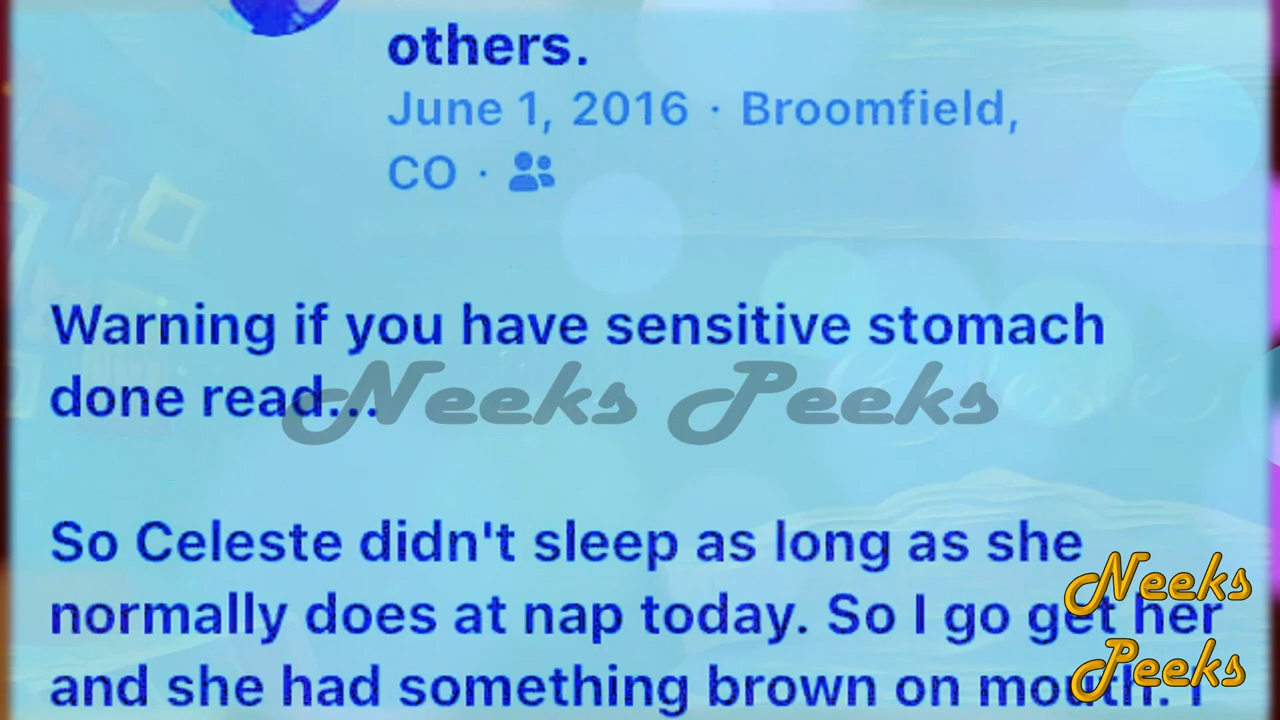 others.
June 1, 2016 · Broomfield,
CO ·
Warning if you have sensitive stomach
done read...
Neeks Peeks
So Celeste didn't sleep as long as she
normally does at nap today. So I go get her
and she had something brown on mouth. I
Neeks
Peeks